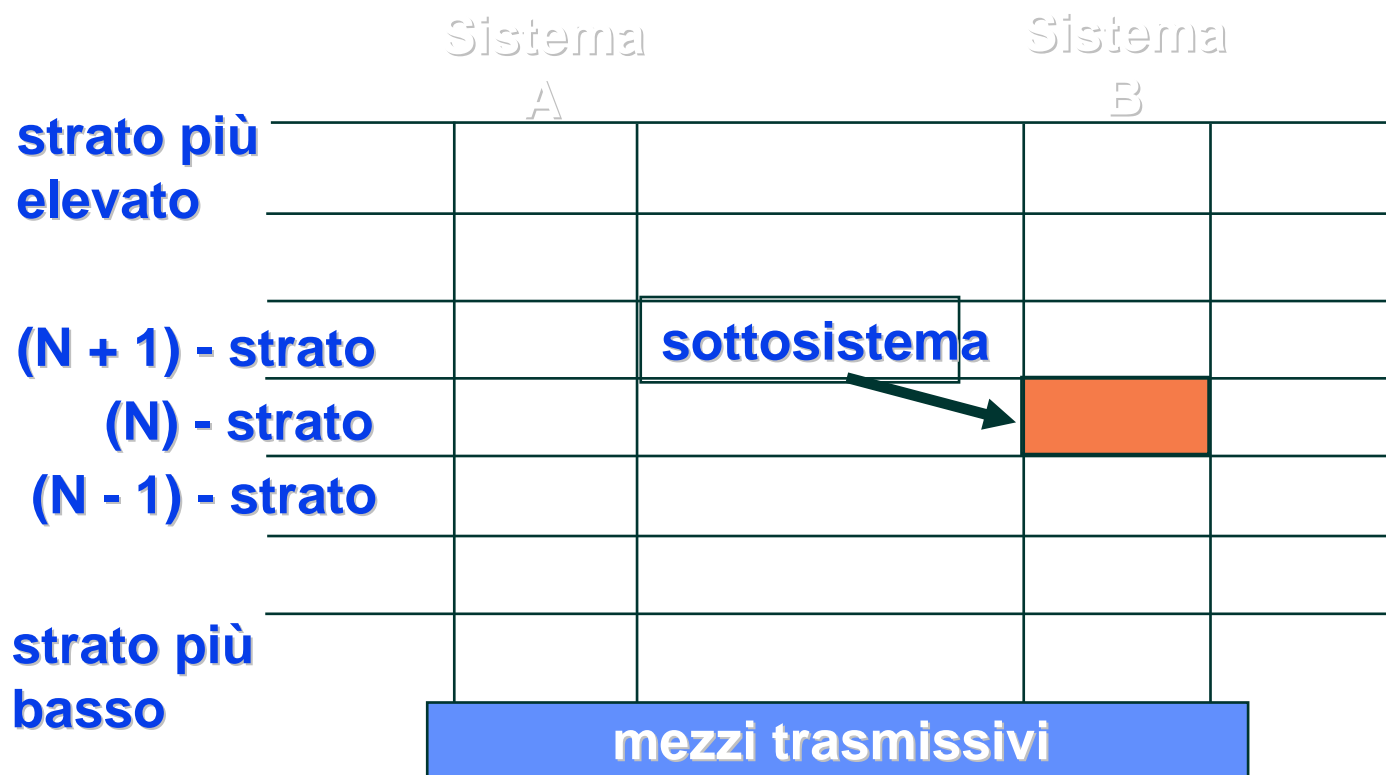 Sistema
A
Sistema
B
strato più
elevato
(N + 1) - strato
sottosistema
(N) - strato
(N - 1) - strato
strato più
basso
mezzi trasmissivi